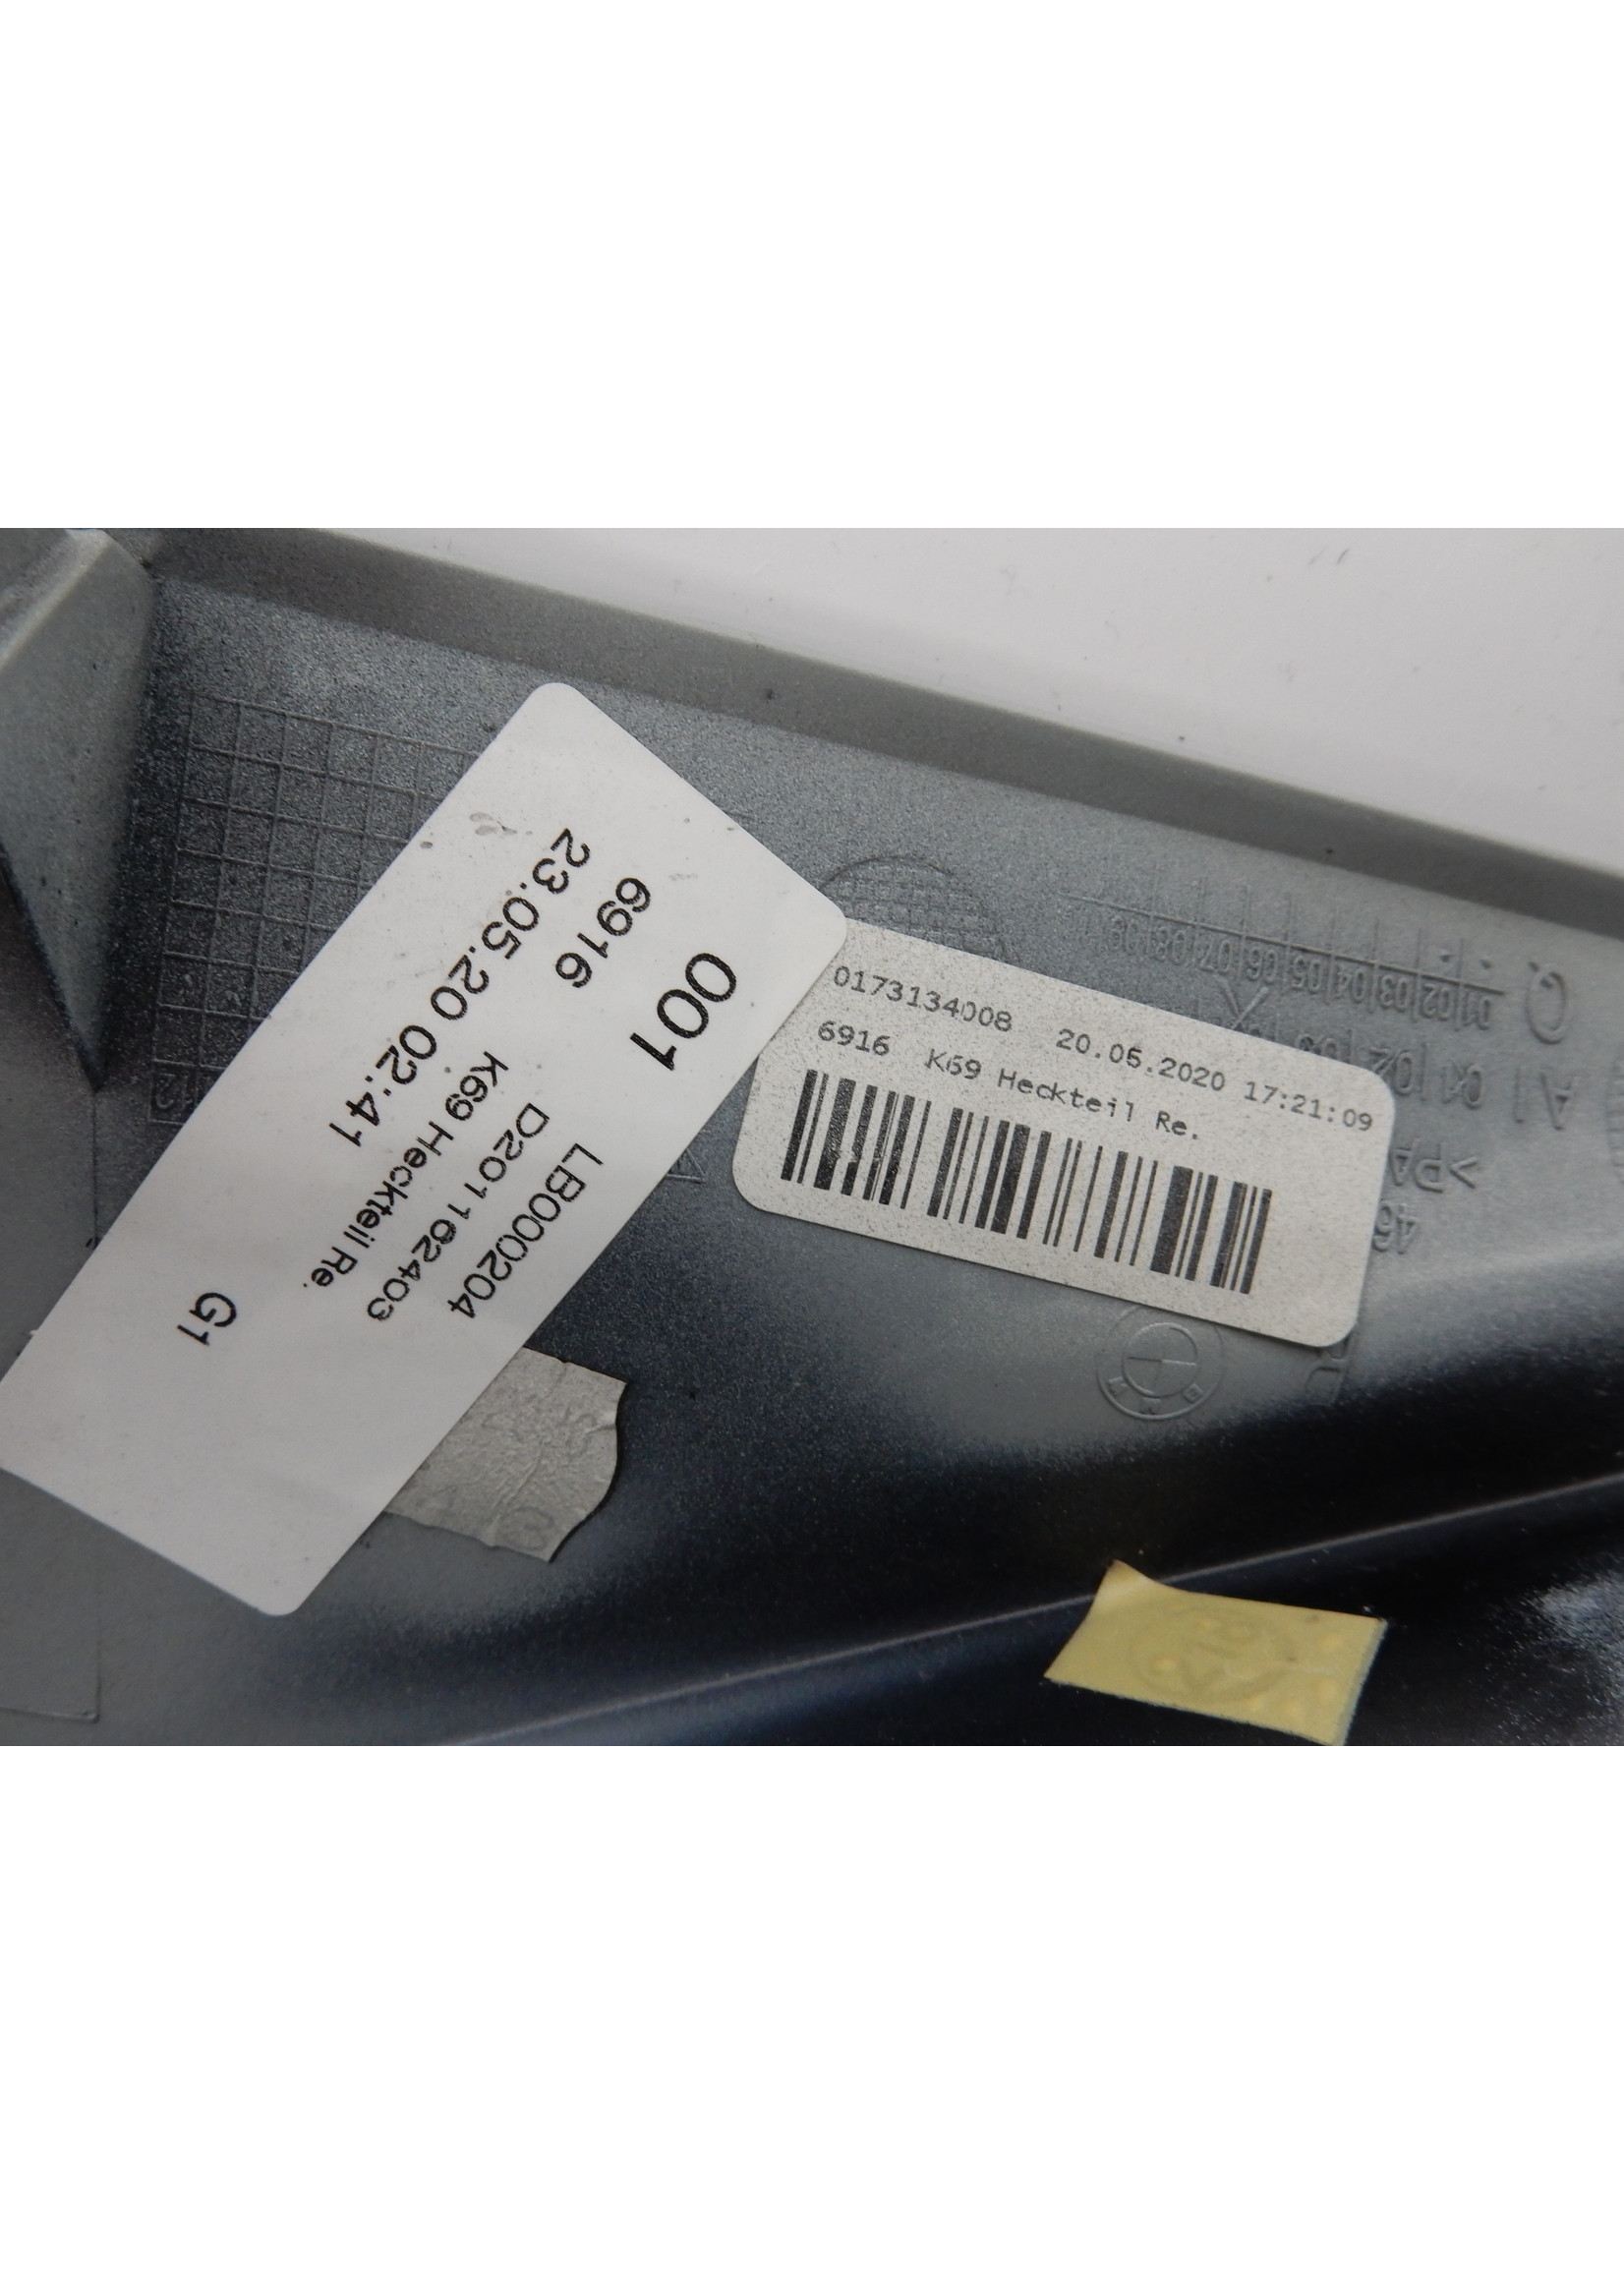 001
LB000204
6916
D201162403
23.05.20 02:41
K69 Heckteil Re.
G1
0173134008 20.05.2020 17:21:09
6916 K69 Heckteil Re.